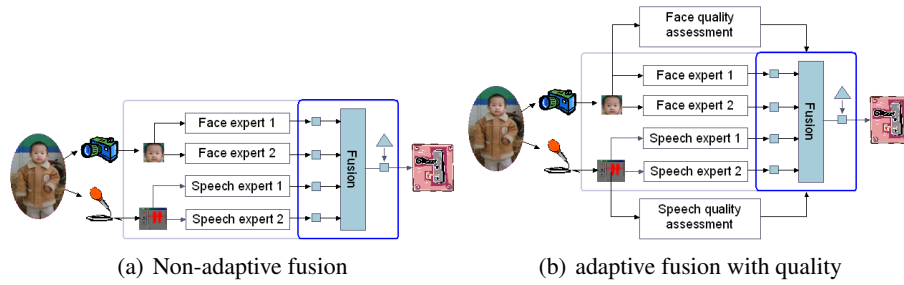 Face expert 1
Face expert 2
Speech expert 1
Speech expert 2
Fusion
(a) Non-adaptive fusion
Face quality
assessment
Face expert 1
Face expert 2
Speech expert 1
Speech expert 2
Fusion
Speech quality
assessment
(b) adaptive fusion with quality